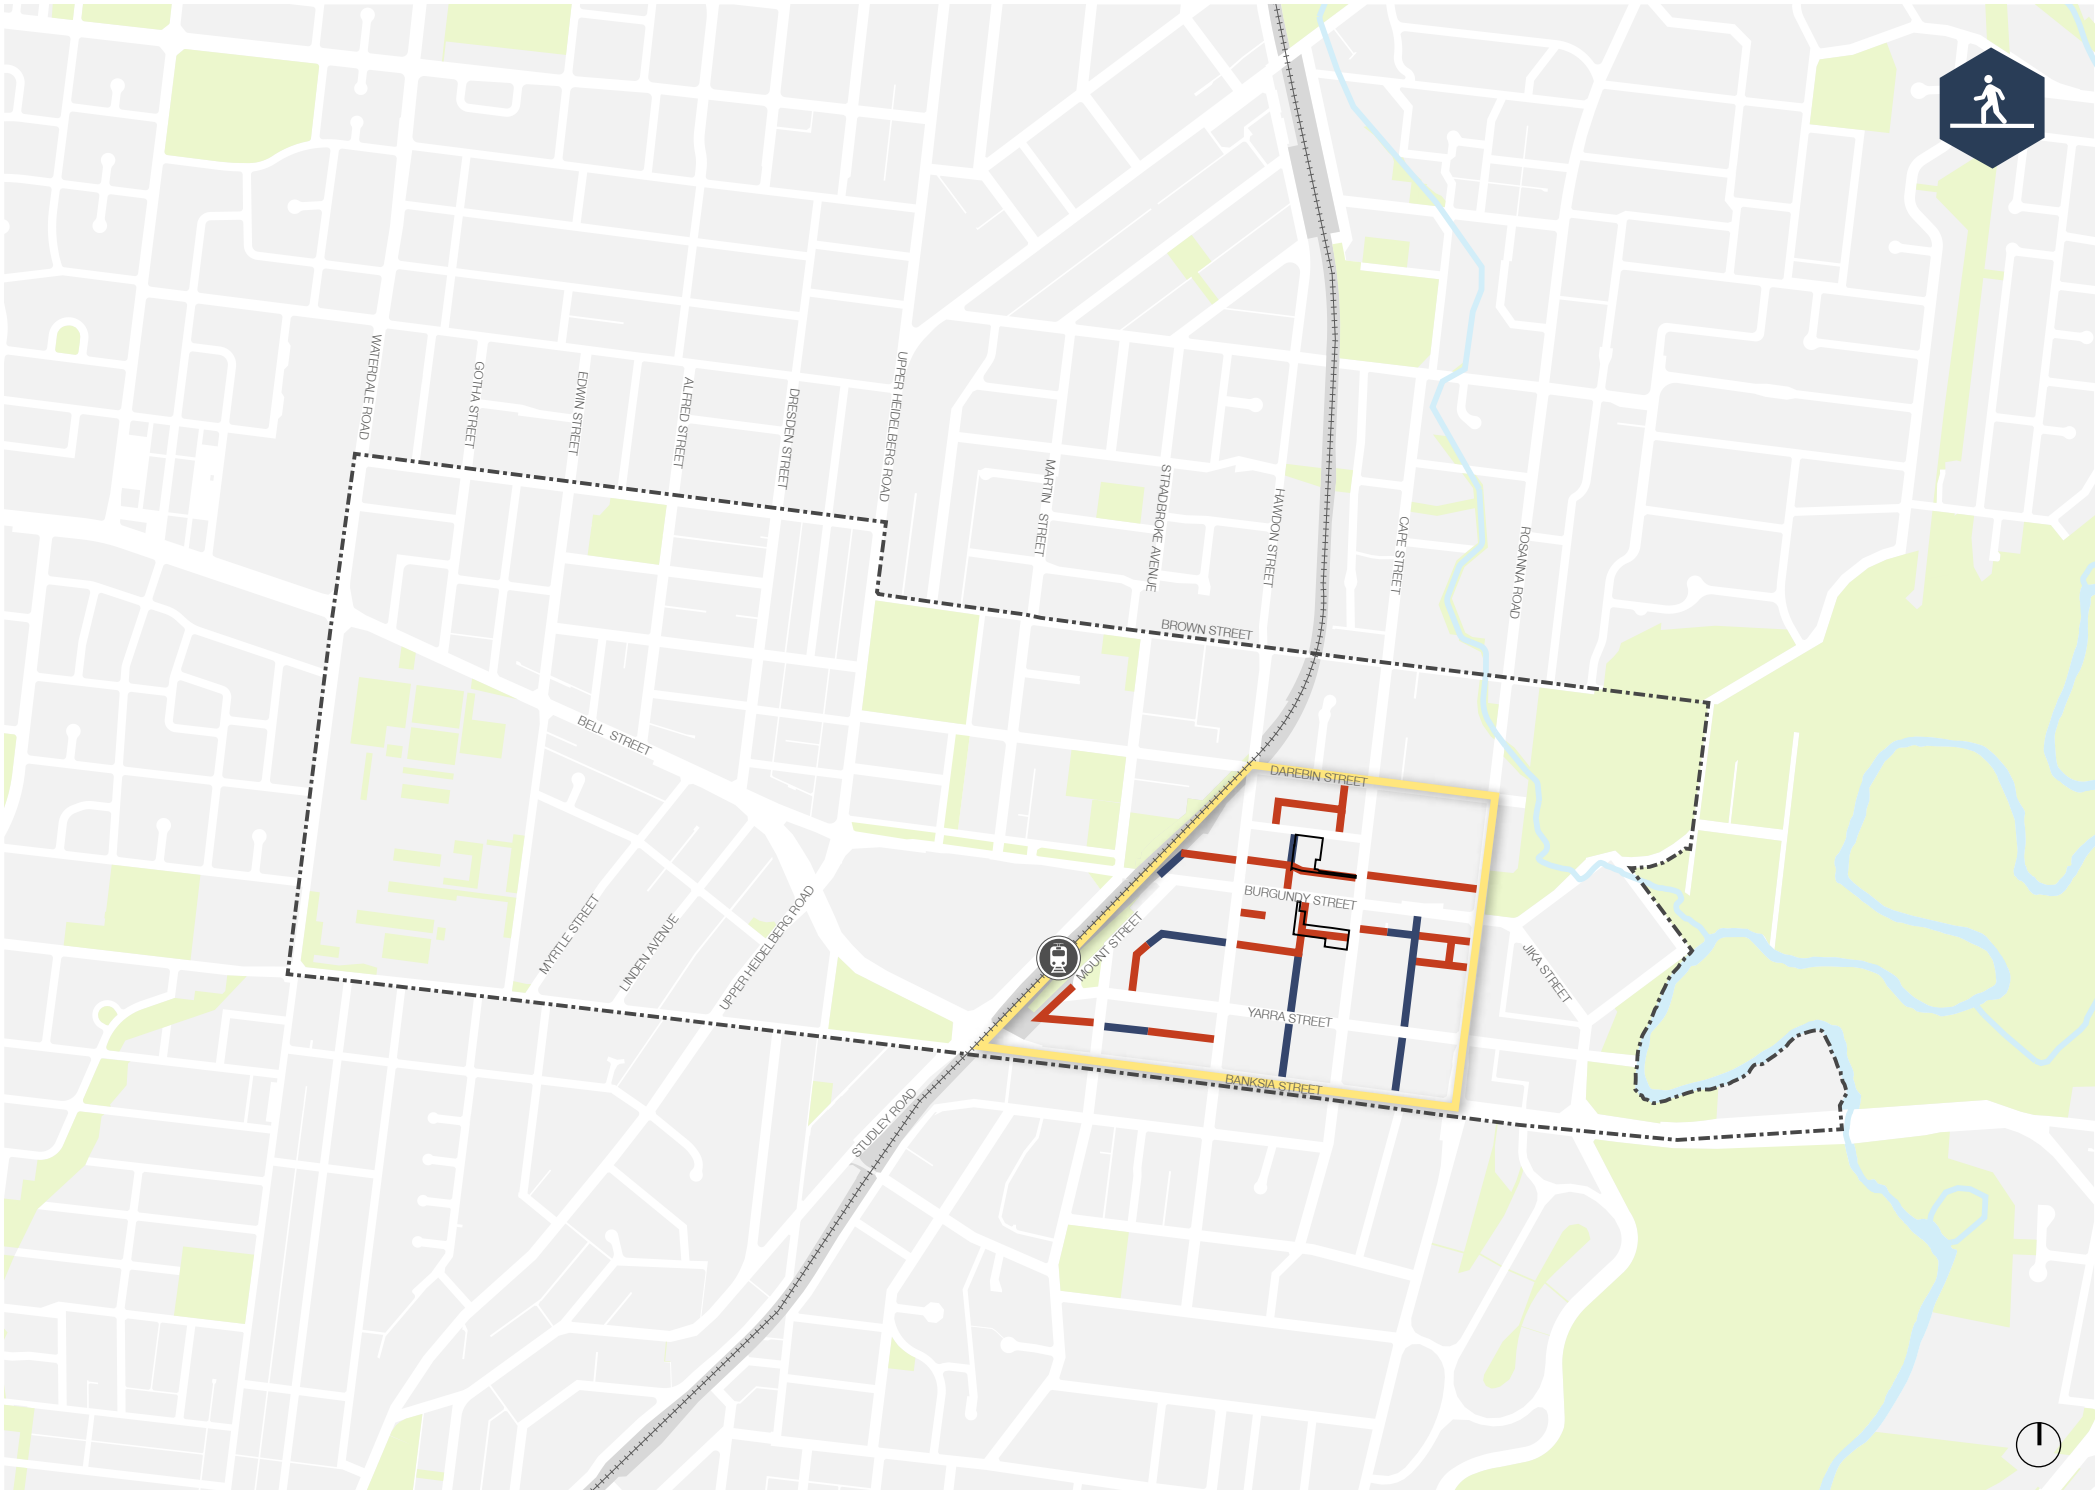 WATERDALE ROAD
GOTHA STREET
EDWIN STREET
ALFRED STREET
DRESDEN STREET
UPPER HEIDELBERG ROAD
MARTIN STREET
STRADBROKE AVENUE
HAWDON STREET
CAPE STREET
ROSANNA ROAD
BROWN STREET
BELL STREET
DAREBIN STREET
BURGUNDY STREET
MYRTLE STREET
LINDEN AVENUE
UPPER HEIDELBERG ROAD
MOUNT STREET
JIKA STREET
YARRA STREET
BANKSIA STREET
STUDLEY ROAD